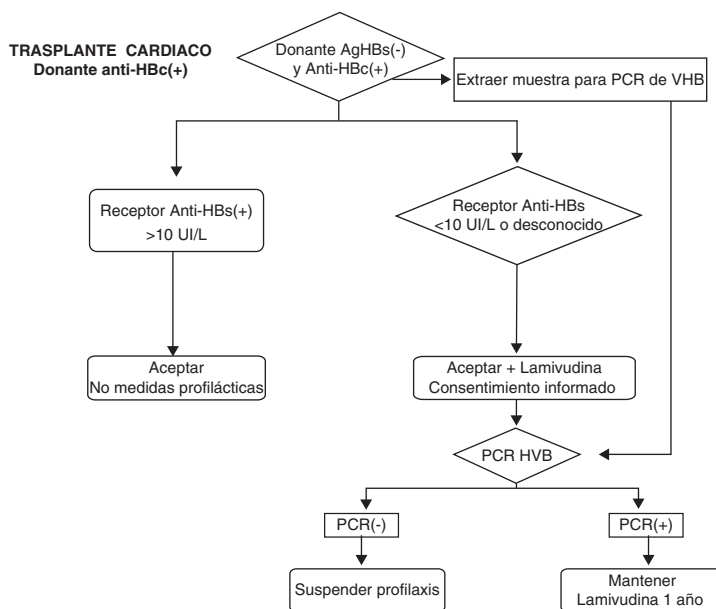 TRASPLANTE CARDIACO
Donante anti-HBc(+)
Donante AgHBs(-)
y Anti-HBc(+)
Extraer muestra para PCR de VHB
Receptor Anti-HBs(+)
>10 UI/L
Receptor Anti-HBs
<10 UI/L o desconocido
Aceptar
No medidas profilácticas
Aceptar + Lamivudina
Consentimiento informado
PCR HVB
PCR(-)
PCR(+)
Suspender profilaxis
Mantener
Lamivudina 1 año